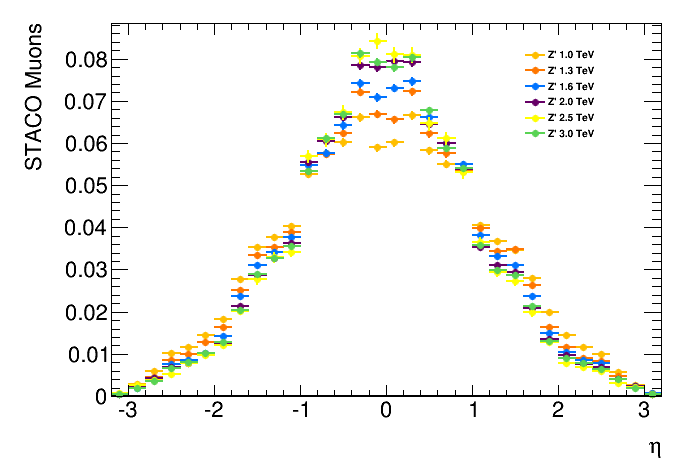 STACO Muons
0.08
0.07
0.06
0.05
0.04
0.03
0.02
0.01
0
-3
-2
-1
0
1
2
3
η
Z' 1.0 TeV
Z' 1.3 TeV
Z' 1.6 TeV
Z' 2.0 TeV
Z' 2.5 TeV
Z' 3.0 TeV